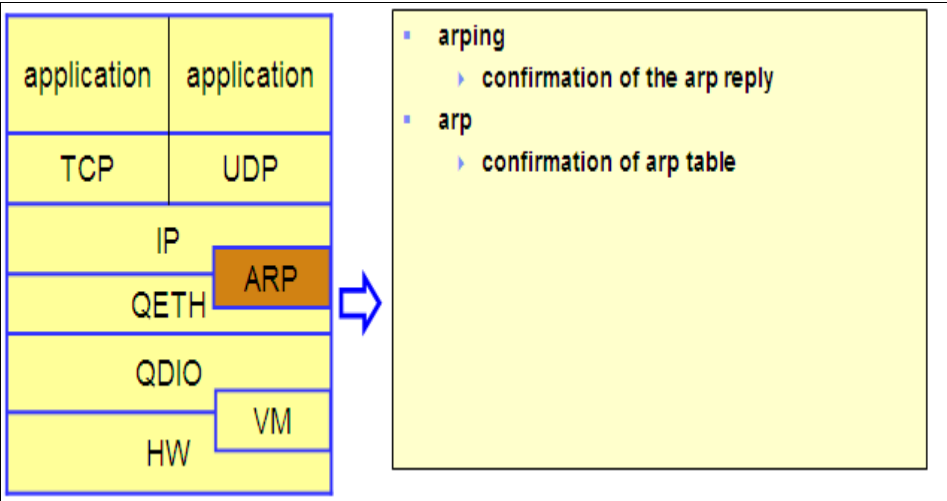 application application
TCP UDP
IP
ARP
QETH
QDIO
VM
HW
arping
confirmation of the arp reply
arp
confirmation of arp table